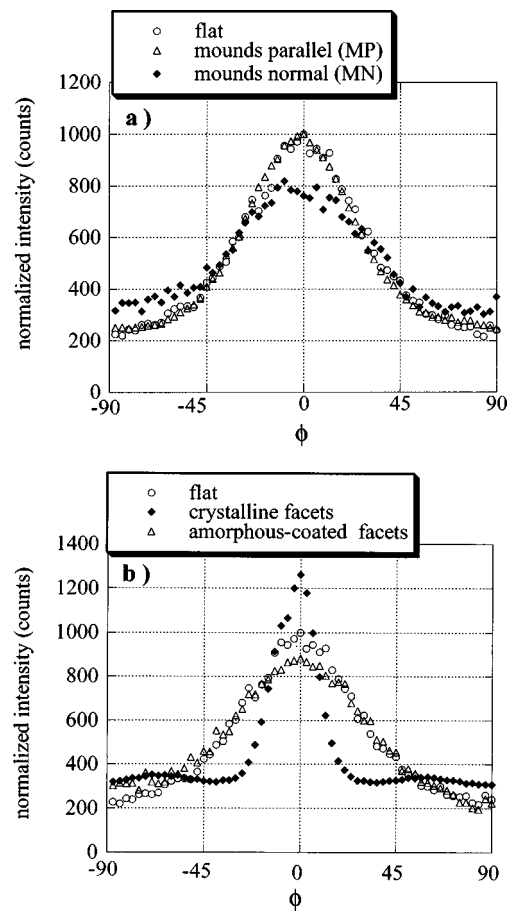 flat
mounds parallel (MP)
mounds normal (MN)
a )
1200
1000
800
600
400
200
0
normalized intensity (counts)
-90 -45 0 45 90
ϕ
flat
crystalline facets
amorphous-coated facets
b )
1400
1200
1000
800
600
400
200
0
normalized intensity (counts)
-90 -45 0 45 90
ϕ